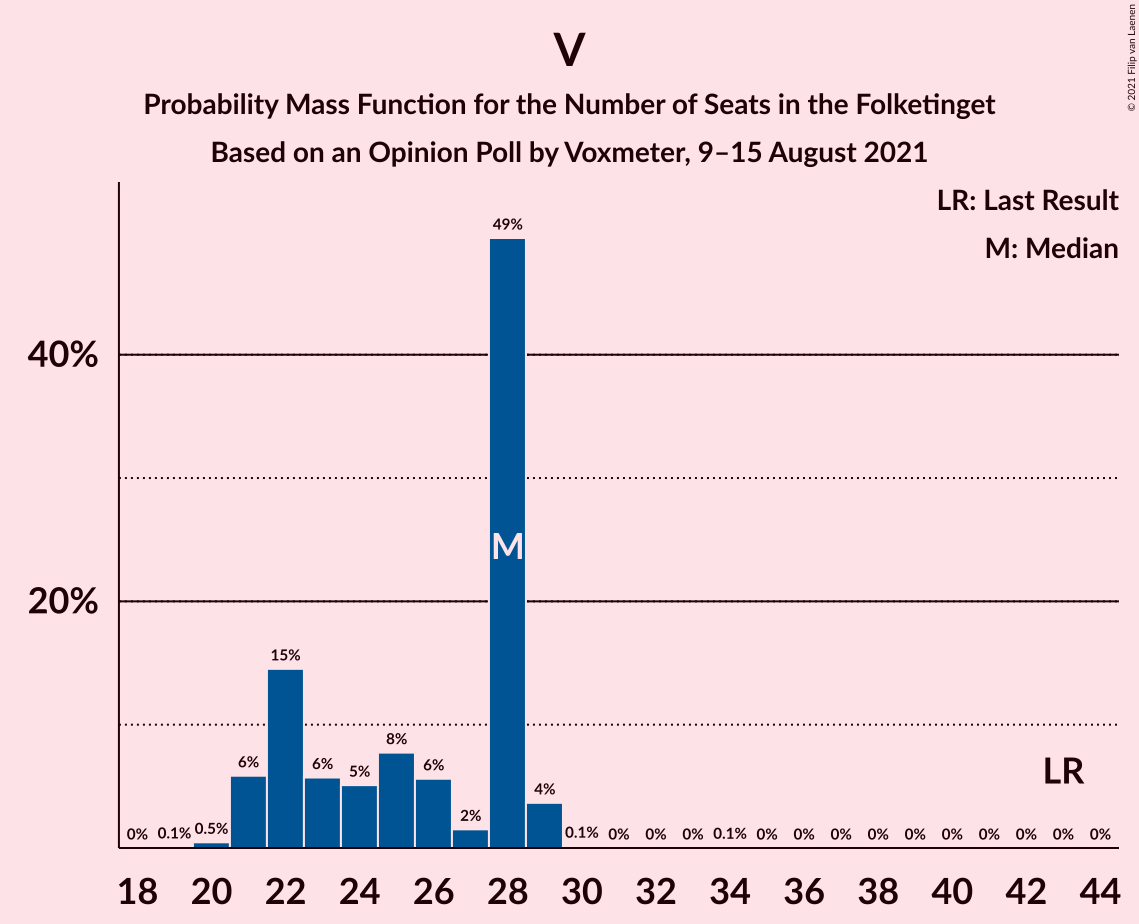 V
Probability Mass Function for the Number of Seats in the Folketinget
Based on an Opinion Poll by Voxmeter, 9–15 August 2021
© 2021 Filip van Laenen
LR: Last Result
M: Median
40%
20%
0% 0.1% 0.5% 6% 15% 6% 5% 8% 6% 2% 49% 4% 0.1% 0% 0% 0% 0.1% 0% 0% 0% 0% 0% 0% 0% 0% 0% 0%
M
LR
18 20 22 24 26 28 30 32 34 36 38 40 42 44